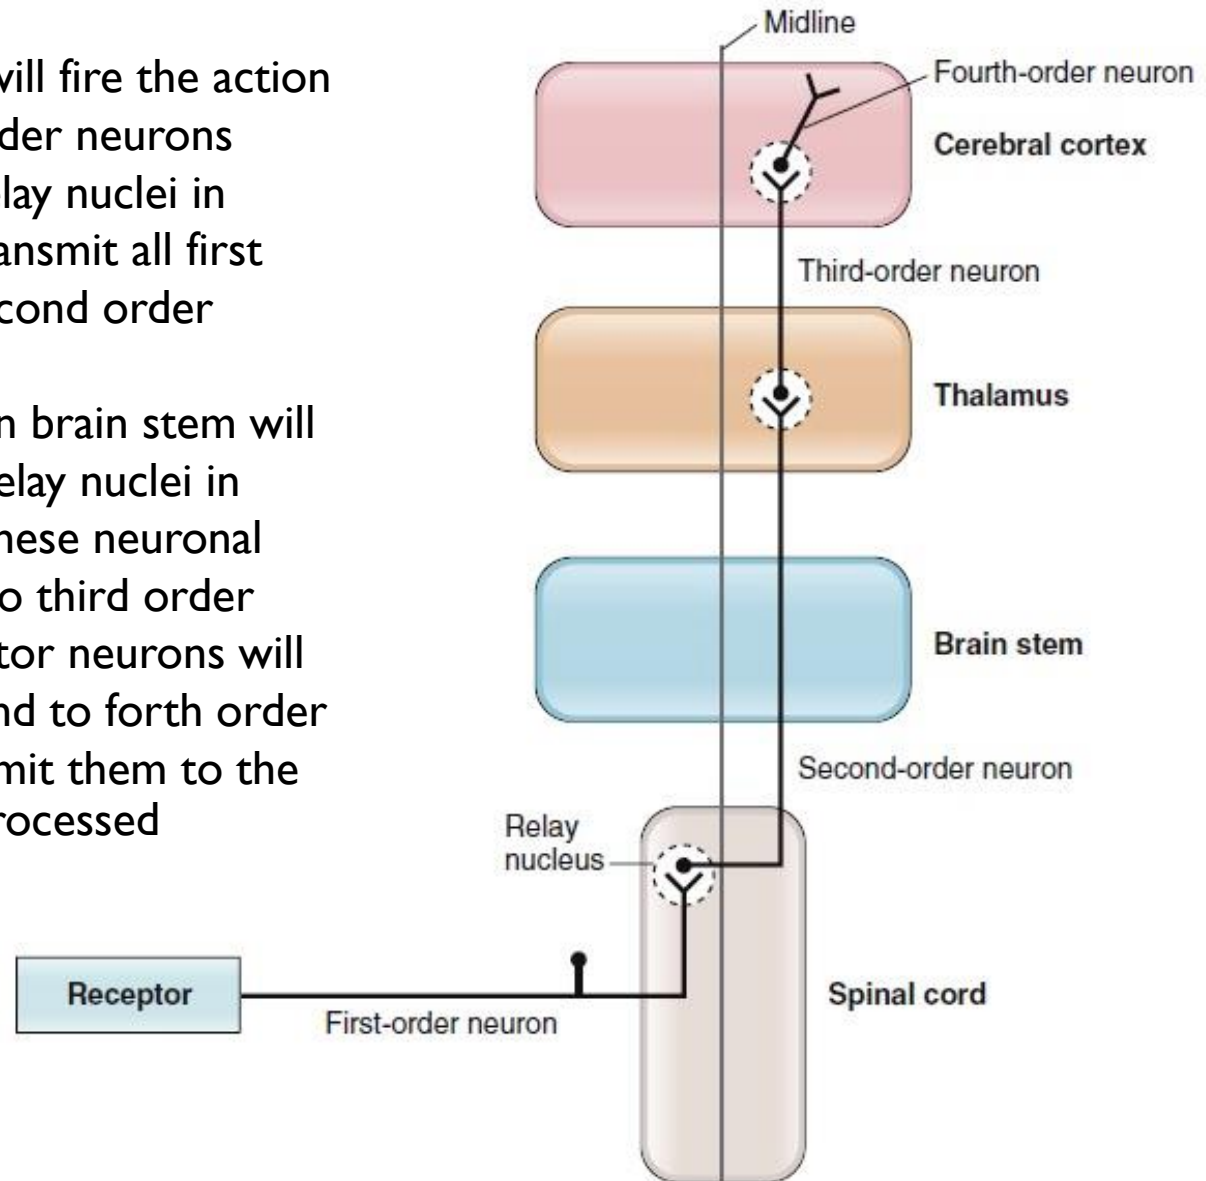 will fire the action
der neurons
elay nuclei in
ansmit all first
cond order
n brain stem will
elay nuclei in
hese neuronal
o third order
tor neurons will
nd to forth order
mit them to the
rocessed
Midline
Fourth-order neuron
Cerebral cortex
Third-order neuron
Thalamus
Brain stem
Second-order neuron
Relay
nucleus
Receptor
First-order neuron
Spinal cord